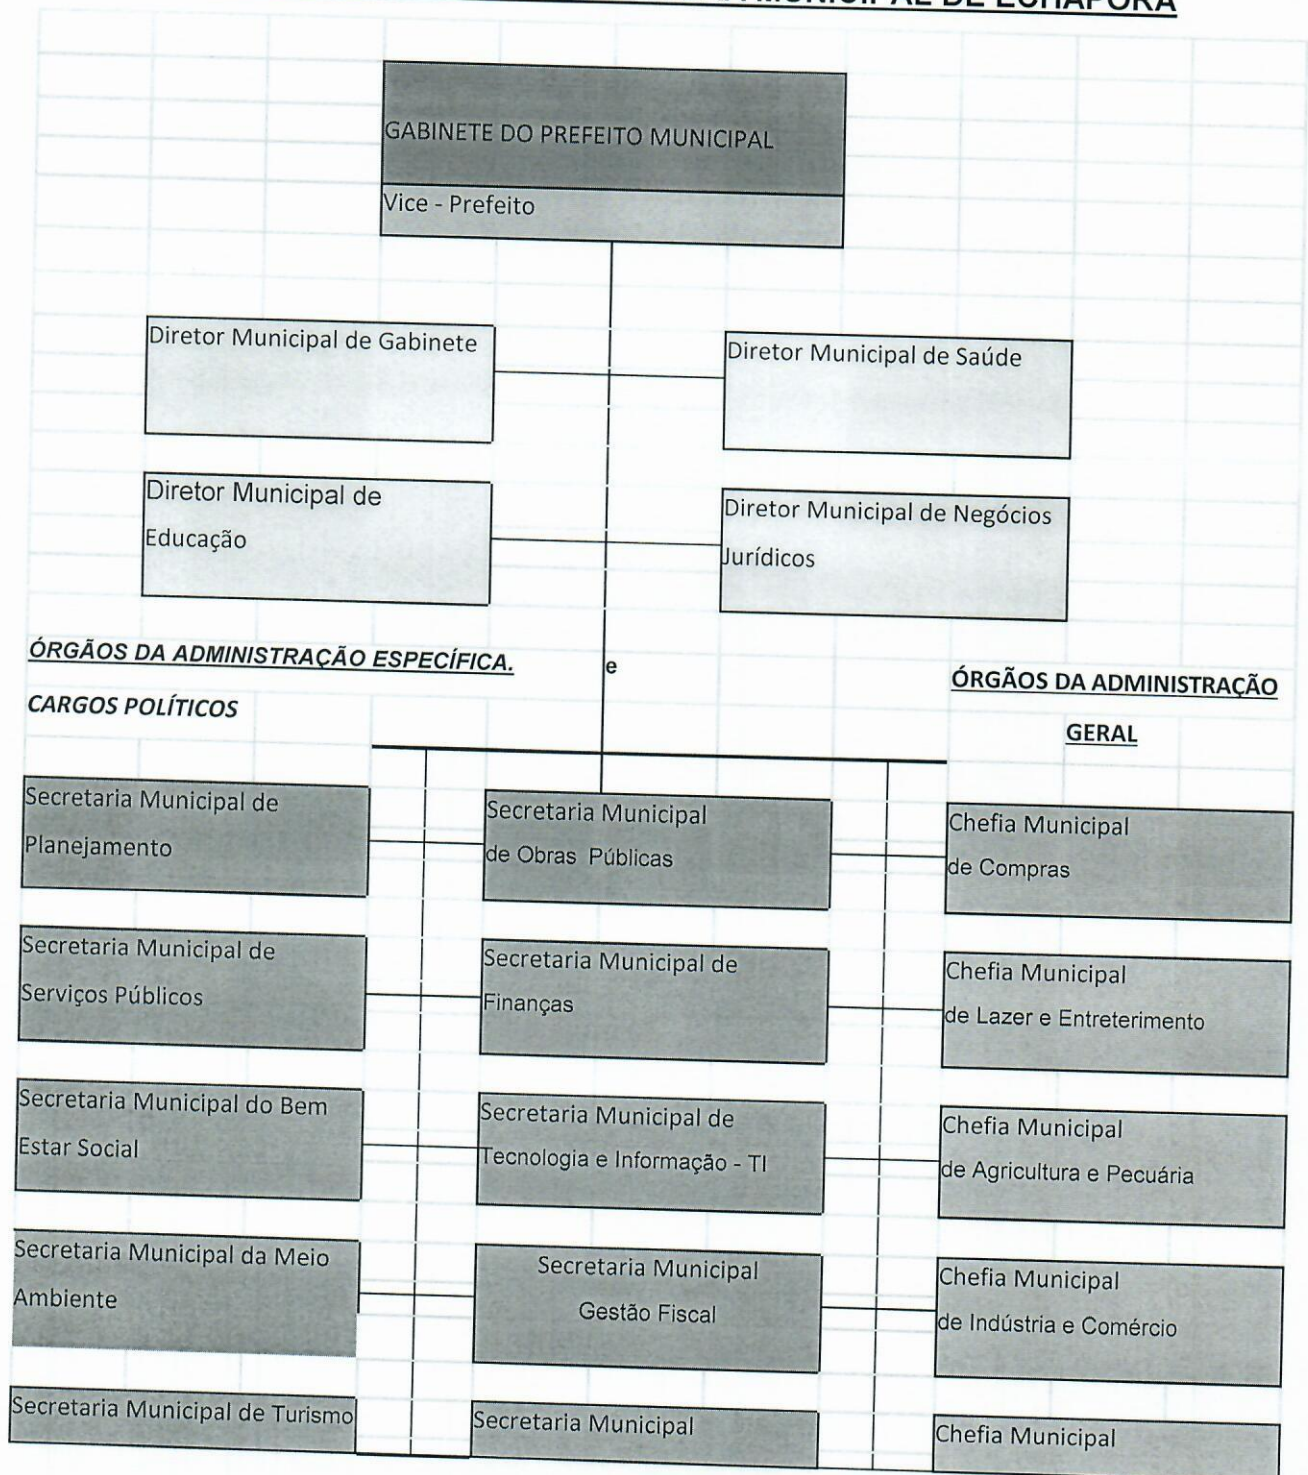 MUNICIPAL DE ECHAPORÃ
GABINETE DO PREFEITO MUNICIPAL
Vice - Prefeito
Diretor Municipal de Gabinete
Diretor Municipal de Saúde
Diretor Municipal de
Educação
Diretor Municipal de Negócios
Jurídicos
ÓRGÃOS DA ADMINISTRAÇÃO ESPECÍFICA.
e
ÓRGÃOS DA ADMINISTRAÇÃO
GERAL
CARGOS POLÍTICOS
Secretaria Municipal de
Planejamento
Secretaria Municipal
de Obras Públicas
Chefia Municipal
de Compras
Secretaria Municipal de
Serviços Públicos
Secretaria Municipal de
Finanças
Chefia Municipal
de Lazer e Entreterimento
Secretaria Municipal do Bem
Estar Social
Secretaria Municipal de
Tecnologia e Informação - TI
Chefia Municipal
de Agricultura e Pecuária
Secretaria Municipal da Meio
Ambiente
Secretaria Municipal
Gestão Fiscal
Chefia Municipal
de Indústria e Comércio
Secretaria Municipal de Turismo
Secretaria Municipal
Chefia Municipal